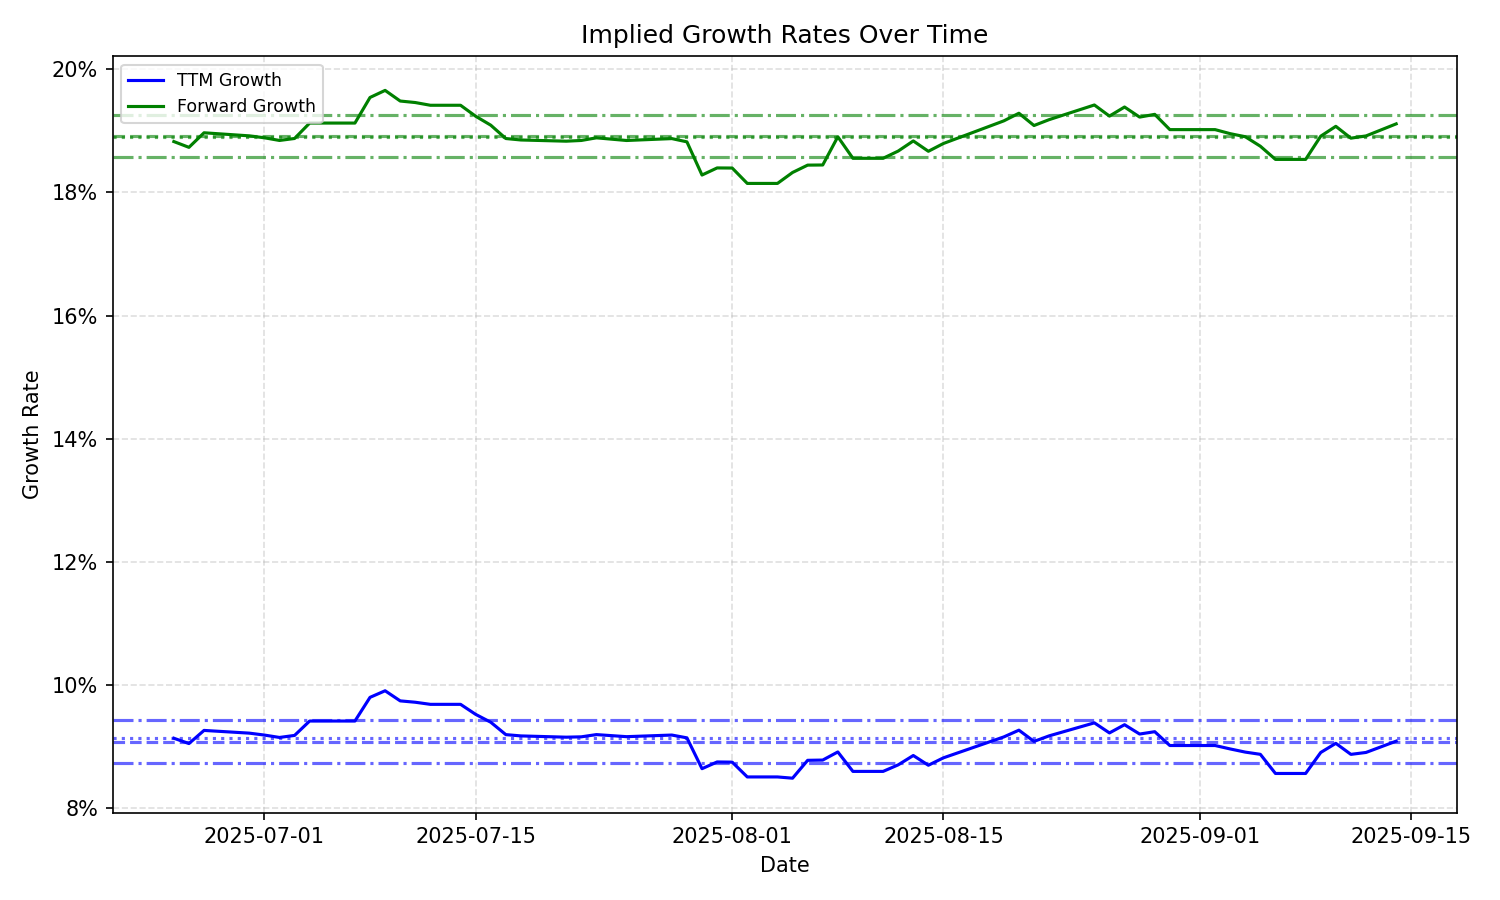 Implied Growth Rates Over Time
TTM Growth
Forward Growth
20%
18%
16%
14%
12%
10%
8%
Growth Rate
2025-07-01
2025-07-15
2025-08-01
2025-08-15
2025-09-01
2025-09-15
Date